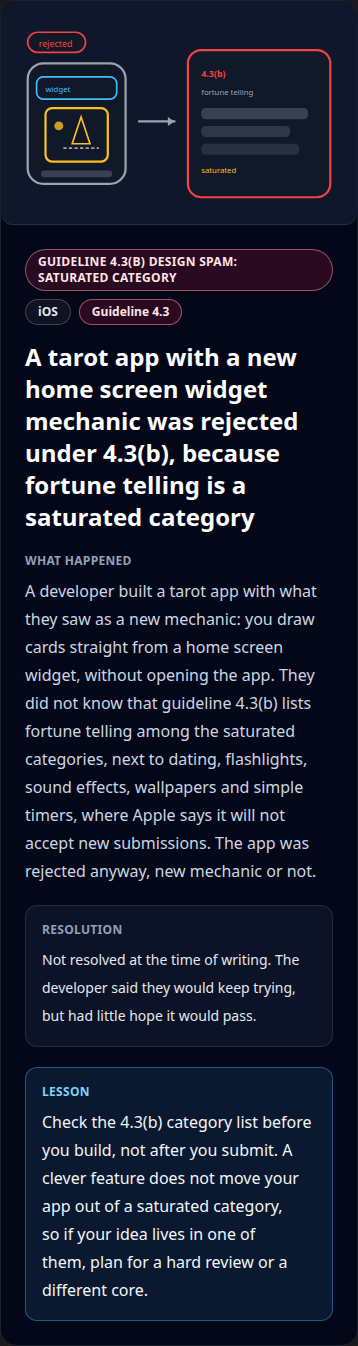 rejected
widget
4.3(b)
fortune telling
saturated
GUIDELINE 4.3(B) DESIGN SPAM:
SATURATED CATEGORY
iOS
Guideline 4.3
A tarot app with a new
home screen widget
mechanic was rejected
under 4.3(b), because
fortune telling is a
saturated category
WHAT HAPPENED
A developer built a tarot app with what
they saw as a new mechanic: you draw
cards straight from a home screen
widget, without opening the app. They
did not know that guideline 4.3(b) lists
fortune telling among the saturated
categories, next to dating, flashlights,
sound effects, wallpapers and simple
timers, where Apple says it will not
accept new submissions. The app was
rejected anyway, new mechanic or not.
RESOLUTION
Not resolved at the time of writing. The
developer said they would keep trying,
but had little hope it would pass.
LESSON
Check the 4.3(b) category list before
you build, not after you submit. A
clever feature does not move your
app out of a saturated category,
so if your idea lives in one of
them, plan for a hard review or a
different core.